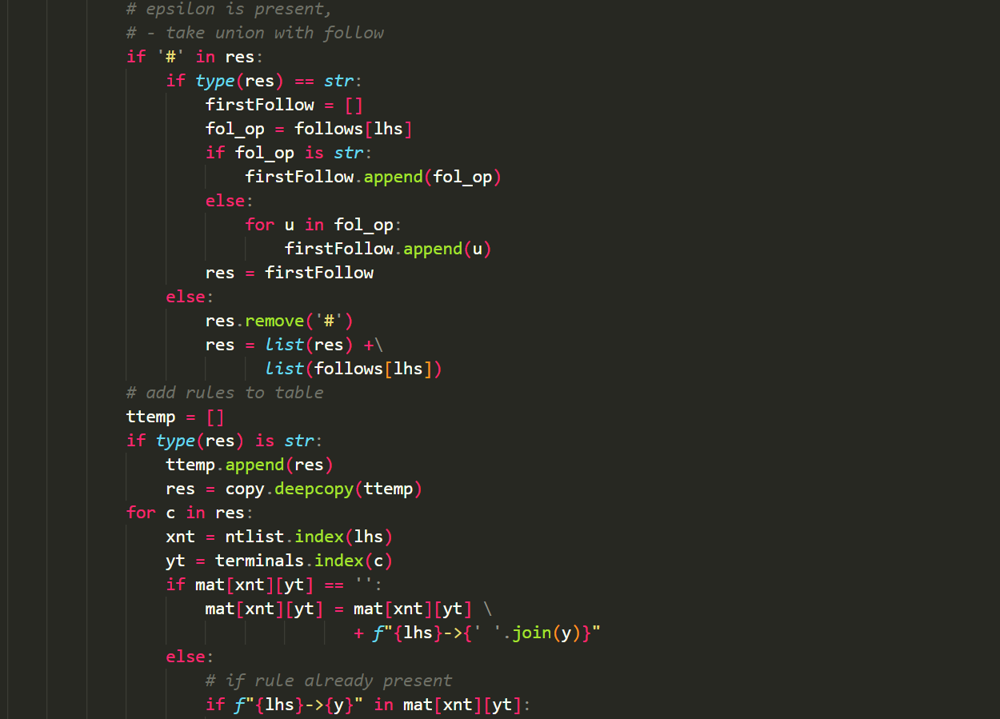 # epsilon is present,
# - take union with follow
if '#' in res:
    if type(res) == str:
        firstFollow = []
        fol_op = follows[lhs]
        if fol_op is str:
            firstFollow.append(fol_op)
        else:
            for u in fol_op:
                firstFollow.append(u)
        res = firstFollow
    else:
        res.remove('#')
        res = list(res) +\
              list(follows[lhs])
# add rules to table
ttemp = []
if type(res) is str:
    ttemp.append(res)
    res = copy.deepcopy(ttemp)
for c in res:
    xnt = ntlist.index(lhs)
    yt = terminals.index(c)
    if mat[xnt][yt] == '':
        mat[xnt][yt] = mat[xnt][yt] \
                       + f"{lhs}->{' '.join(y)}"
    else:
        # if rule already present
        if f"{lhs}->{y}" in mat[xnt][yt]: